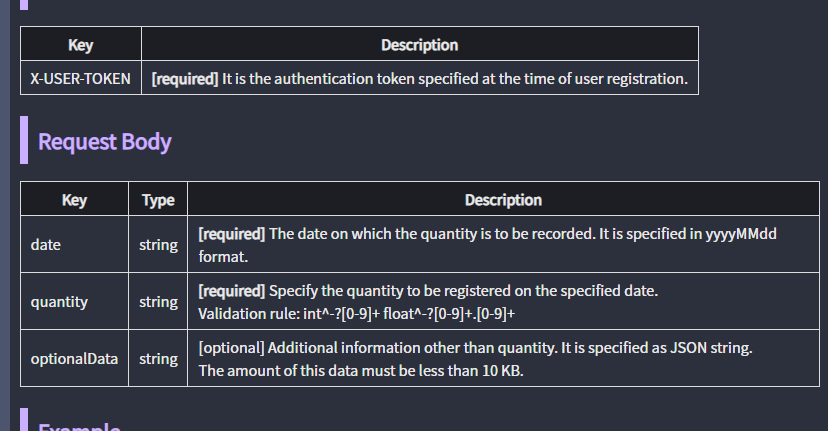 Key Description
X-USER-TOKEN [required] It is the authentication token specified at the time of user registration.
Request Body
Key Type Description
date string [required] The date on which the quantity is to be recorded. It is specified in yyyyMMdd
format.
quantity string [required] Specify the quantity to be registered on the specified date.
Validation rule: int^-?[0-9]+ float^-?[0-9]+.[0-9]+
optionalData string [optional] Additional information other than quantity. It is specified as JSON string.
The amount of this data must be less than 10 KB.
Example